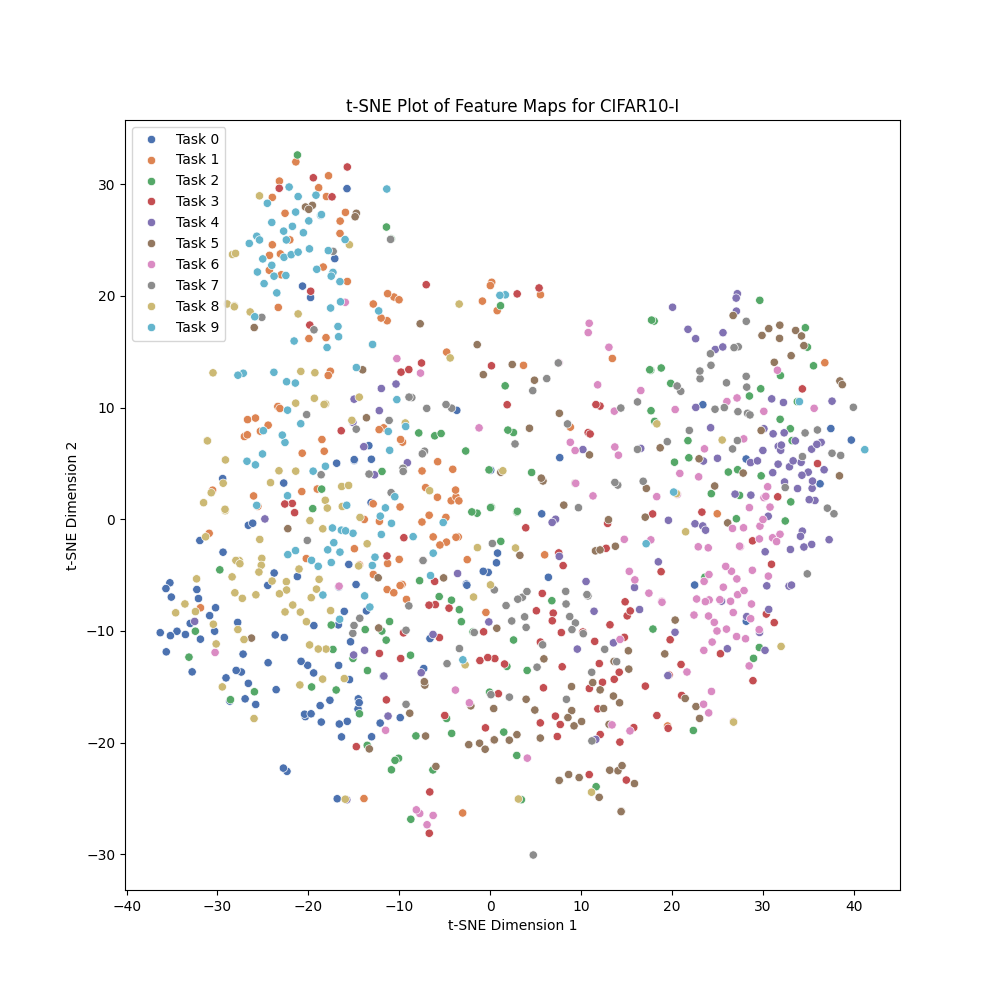 t-SNE Plot of Feature Maps for CIFAR10-I
Task 0
Task 1
Task 2
Task 3
Task 4
Task 5
Task 6
Task 7
Task 8
Task 9
30
20
10
0
−10
−20
−30
t-SNE Dimension 2
−40
−30
−20
−10
0
10
20
30
40
t-SNE Dimension 1